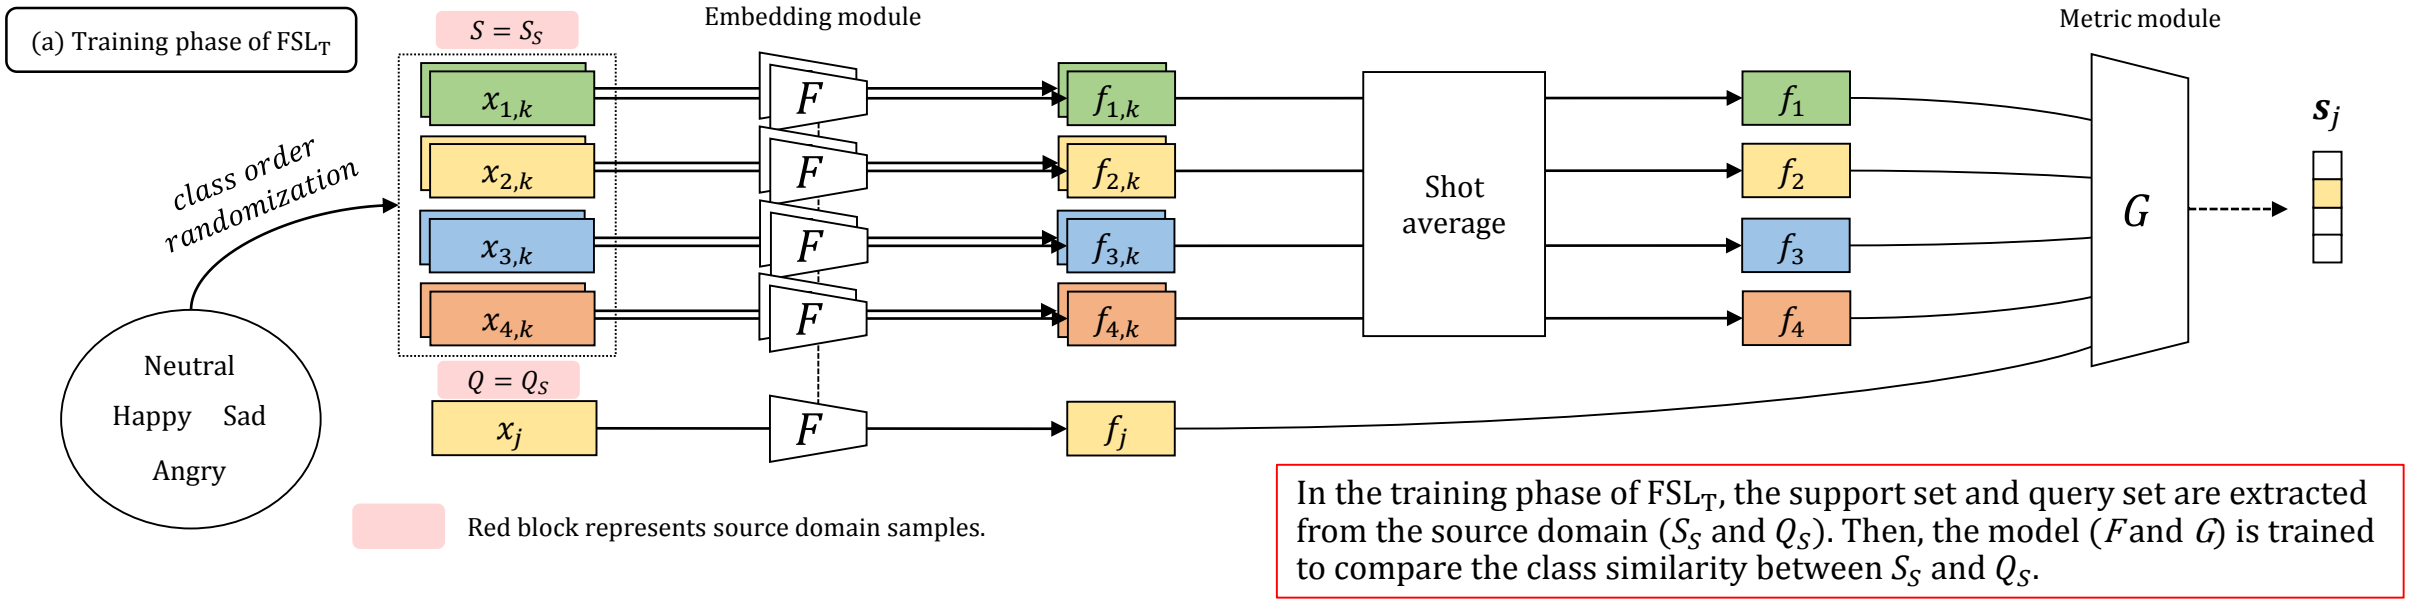 (a) Training phase of FSL_T
S = S_S
Embedding module
Metric module
class order
randomization
x_{1,k}
F
f_{1,k}
f_1
s_j
x_{2,k}
F
f_{2,k}
Shot
average
f_2
G
x_{3,k}
F
f_{3,k}
f_3
x_{4,k}
F
f_{4,k}
f_4
Neutral
Happy Sad
Angry
Q = Q_S
x_j
F
f_j
Red block represents source domain samples.
In the training phase of FSL_T, the support set and query set are extracted
from the source domain (S_S and Q_S). Then, the model (F and G) is trained
to compare the class similarity between S_S and Q_S.